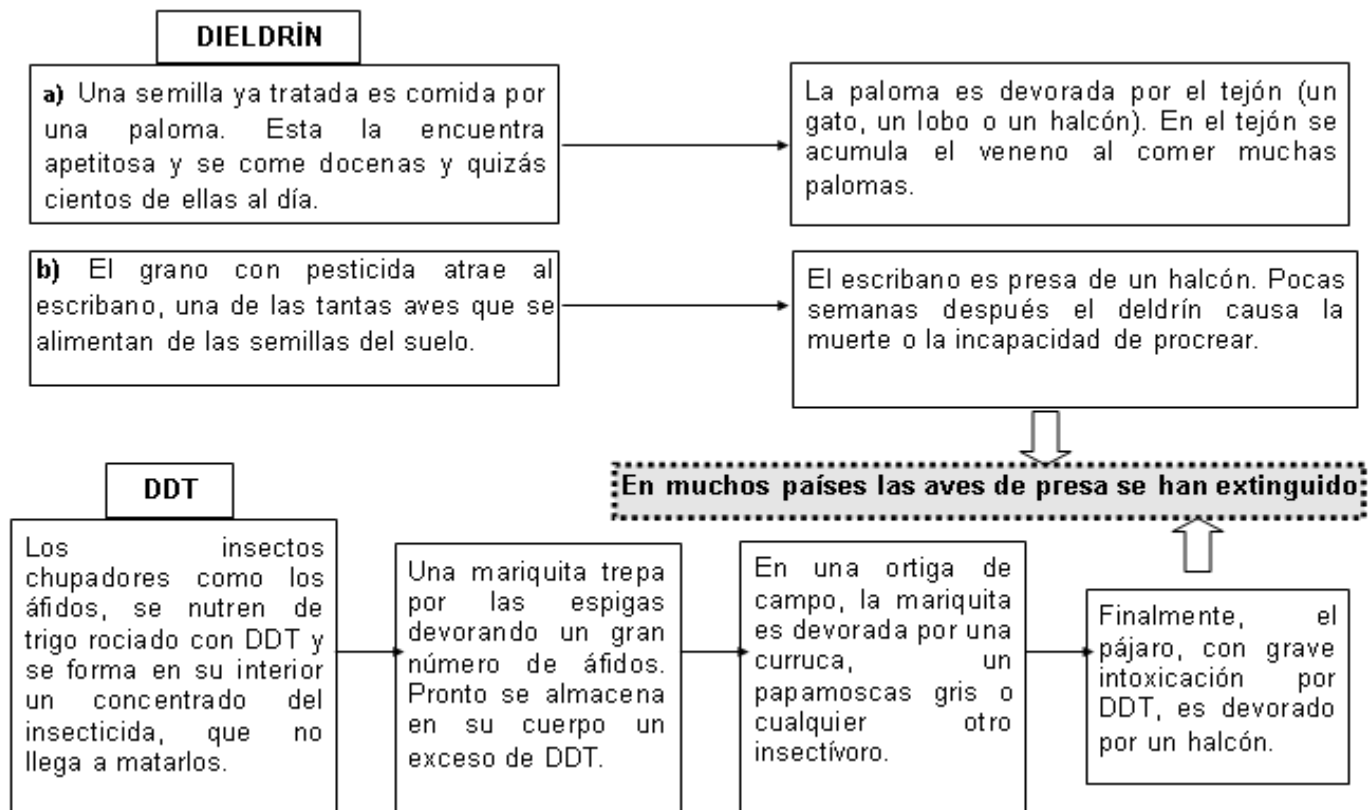 DIELDRÍN
a) Una semilla ya tratada es comida por
una paloma. Esta la encuentra
apetitosa y se come docenas y quizás
cientos de ellas al día.
La paloma es devorada por el tejón (un
gato, un lobo o un halcón). En el tejón se
acumula el veneno al comer muchas
palomas.
b) El grano con pesticida atrae al
escribano, una de las tantas aves que se
alimentan de las semillas del suelo.
El escribano es presa de un halcón. Pocas
semanas después el deldrín causa la
muerte o la incapacidad de procrear.
En muchos países las aves de presa se han extinguido
DDT
Los insectos
chupadores como los
áfidos, se nutren de
trigo rociado con DDT y
se forma en su interior
un concentrado del
insecticida, que no
llega a matarlos.
Una mariquita trepa
por las espigas
devorando un gran
número de áfidos.
Pronto se almacena
en su cuerpo un
exceso de DDT.
En una ortiga de
campo, la mariquita
es devorada por una
curruca, un
papamoscas gris o
cualquier otro
insectívoro.
Finalmente, el
pájaro, con grave
intoxicación por
DDT, es devorado
por un halcón.